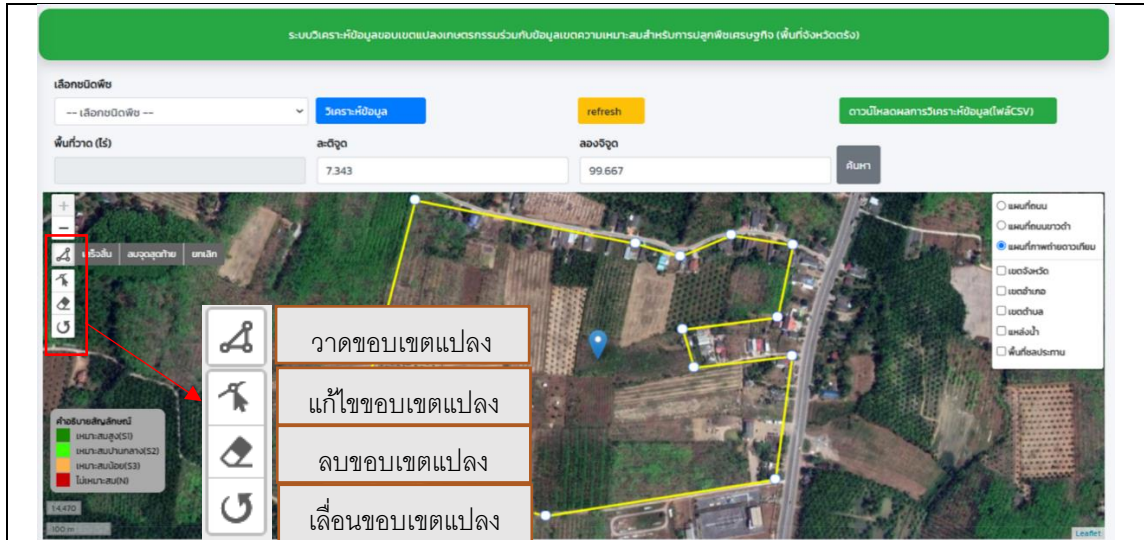 ระบบวิเคราะห์ข้อมูลขอบเขตแปลงเกษตรกรรมร่วมกับข้อมูลเขตความเหมาะสมสำหรับการปลูกพืชเศรษฐกิจ (พื้นที่จังหวัดตรัง)
เลือกชนิดพืช
-- เลือกชนิดพืช --
วิเคราะห์ข้อมูล
refresh
ดาวน์โหลดผลการวิเคราะห์ข้อมูล(ไฟล์CSV)
พื้นที่วาด (ไร่)
ละติจูด
ลองจิจูด
7.343
99.667
ค้นหา
+
−
เสร็จสิ้น ลบจุดสุดท้าย ยกเลิก
แผนที่ถนน
แผนที่ถนนขาวดำ
แผนที่ภาพถ่ายดาวเทียม
เขตจังหวัด
เขตอำเภอ
เขตตำบล
แหล่งน้ำ
พื้นที่ชลประทาน
วาดขอบเขตแปลง
แก้ไขขอบเขตแปลง
ลบขอบเขตแปลง
เลื่อนขอบเขตแปลง
คำอธิบายสัญลักษณ์
เหมาะสมสูง(S1)
เหมาะสมปานกลาง(S2)
เหมาะสมน้อย(S3)
ไม่เหมาะสม(N)
1:4,470
100 m
Leaflet